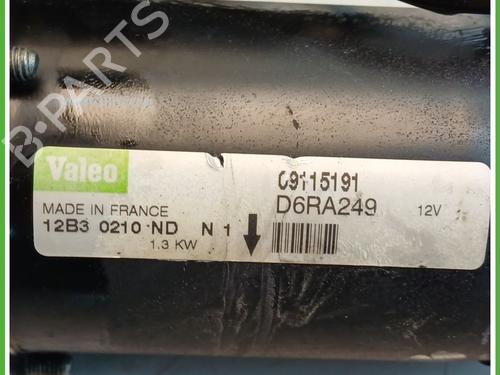 B-PARTS
Valeo
09115191
D6RA249 12V
MADE IN FRANCE
12B3 0210 ND N 1
1.3 KW